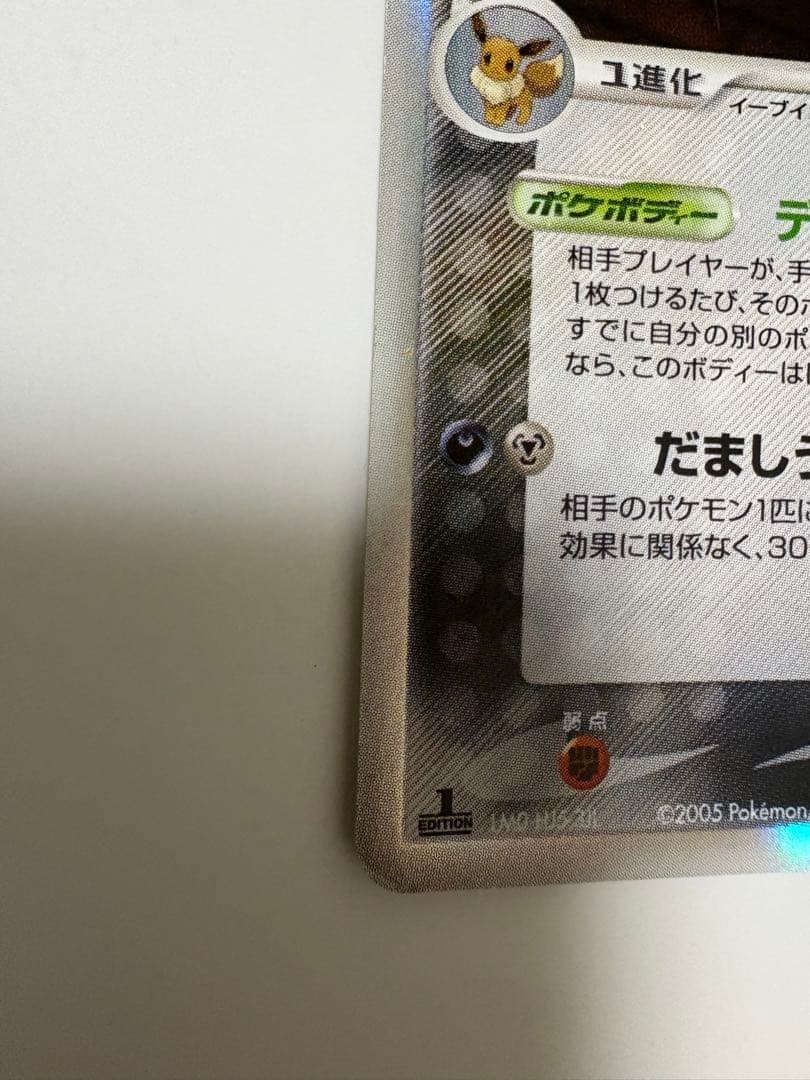 1進化
イーブイ
ポケボディー
デ
相手プレイヤーが、手
1枚つけるたび、そのポ
すでに自分の別のポ
なら、このボディーは
だましう
相手のポケモン1匹に
効果に関係なく、30
弱点
1
EDITION
©2005 Pokémon